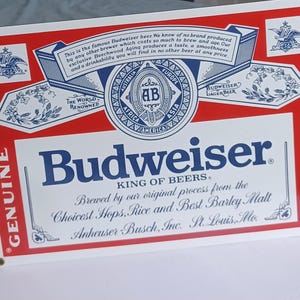 This is the famous Budweiser beer. We know of no brand produced
by any other brewer which costs so much to brew and age. Our
exclusive Beechwood Aging produces a taste, a smoothness
and a drinkability you will find in no other beer at any price.
THE WORLD
RENOWNED
AB
BUDWEISER
LAGER BEER
GENUINE
Budweiser®
KING OF BEERS®
Brewed by our original process from the
Choicest Hops, Rice and Best Barley Malt
Anheuser-Busch, Inc. St. Louis, Mo.